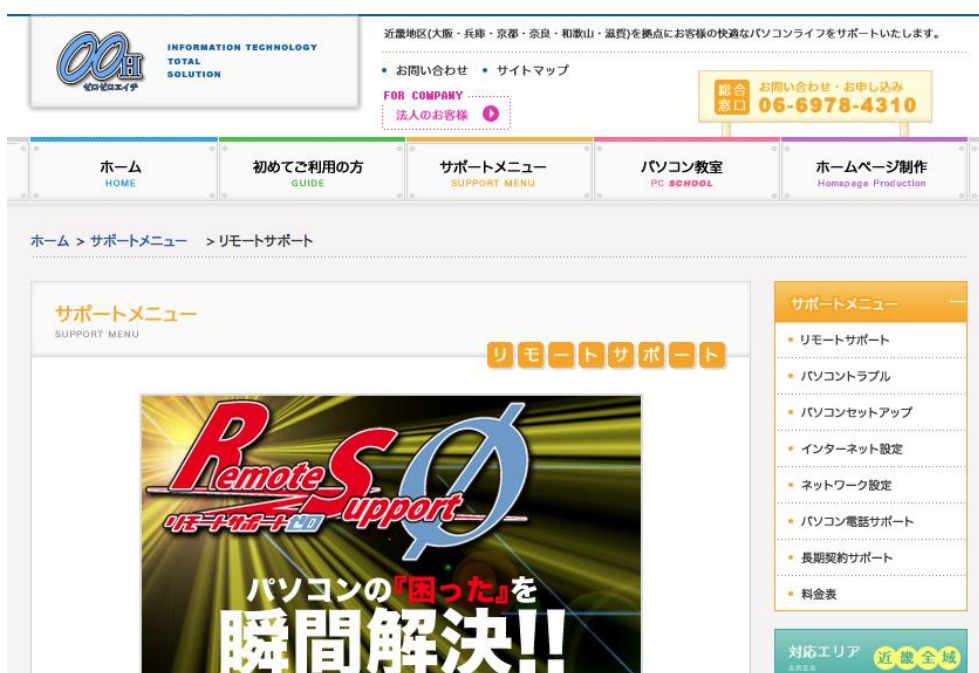 近畿地区(大阪・兵庫・京都・奈良・和歌山・滋賀)を拠点にお客様の快適なパソコンライフをサポートいたします。
OOH
ゼロゼロエイチ
INFORMATION TECHNOLOGY
TOTAL
SOLUTION
• お問い合わせ • サイトマップ
FOR COMPANY
法人のお客様
総合窓口
お問い合わせ・お申し込み
06-6978-4310
ホーム
HOME
初めてご利用の方
GUIDE
サポートメニュー
SUPPORT MENU
パソコン教室
PC SCHOOL
ホームページ制作
Homepage Production
ホーム > サポートメニュー > リモートサポート
サポートメニュー
SUPPORT MENU
リモートサポート
Remote Support 0
リモートサポートゼロ
パソコンの『困った』を
瞬間解決!!
サポートメニュー
• リモートサポート
• パソコントラブル
• パソコンセットアップ
• インターネット設定
• ネットワーク設定
• パソコン電話サポート
• 長期契約サポート
• 料金表
対応エリア 近畿全域